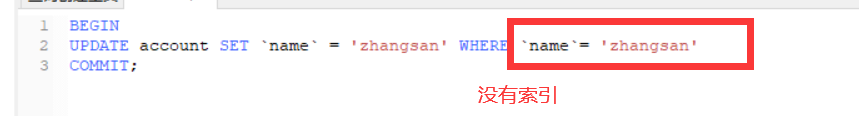 1 BEGIN
2 UPDATE account SET `name` = 'zhangsan' WHERE `name`= 'zhangsan'
3 COMMIT;
没有索引